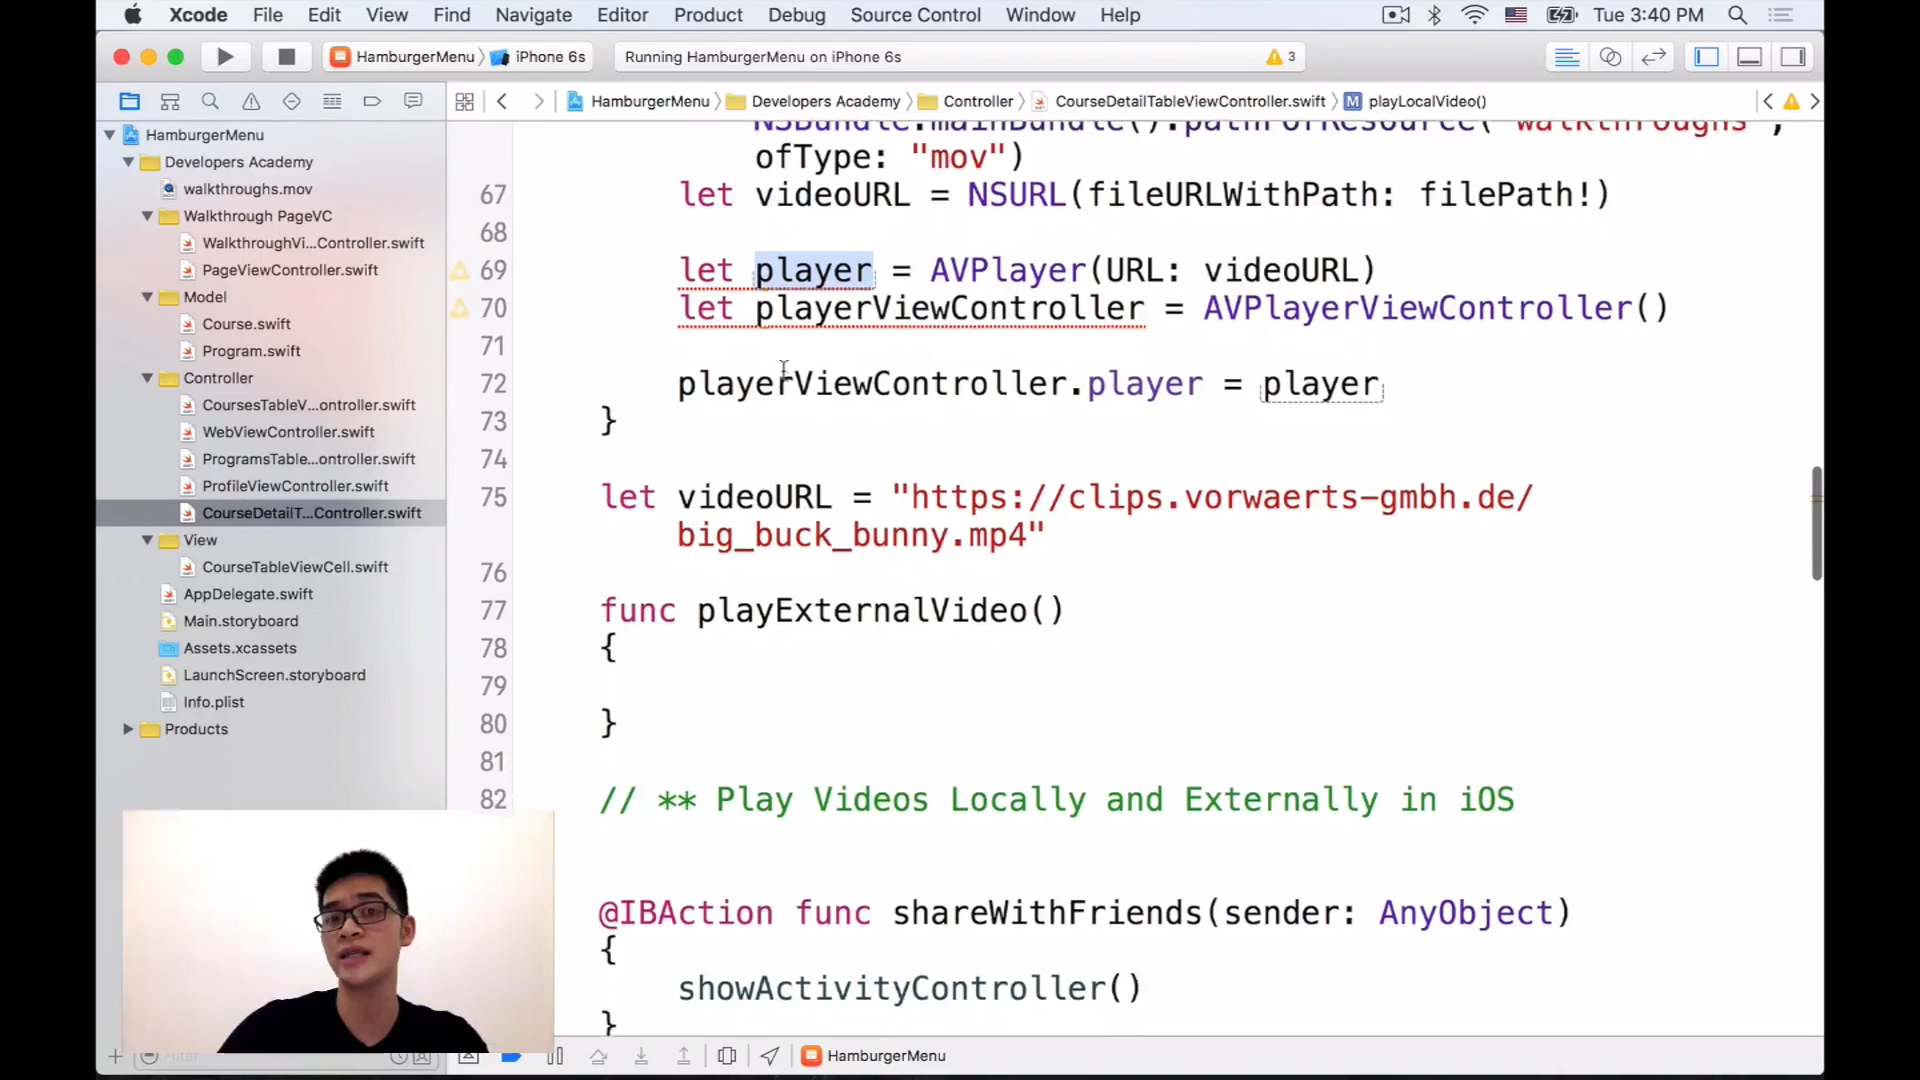 Xcode File Edit View Find Navigate Editor Product Debug Source Control Window Help Tue 3:40 PM
HamburgerMenu iPhone 6s Running HamburgerMenu on iPhone 6s 3
HamburgerMenu Developers Academy Controller CourseDetailTableViewController.swift M playLocalVideo()
HamburgerMenu
Developers Academy
walkthroughs.mov
Walkthrough PageVC
WalkthroughVi...Controller.swift
PageViewController.swift
Model
Course.swift
Program.swift
Controller
CoursesTableV...ontroller.swift
WebViewController.swift
ProgramsTable...ontroller.swift
ProfileViewController.swift
CourseDetailT...Controller.swift
View
CourseTableViewCell.swift
AppDelegate.swift
Main.storyboard
Assets.xcassets
LaunchScreen.storyboard
Info.plist
Products
Filter
NSBundle.mainBundle().pathForResource("walkthroughs",
ofType: "mov")
67 let videoURL = NSURL(fileURLWithPath: filePath!)
68
69 let player = AVPlayer(URL: videoURL)
70 let playerViewController = AVPlayerViewController()
71
72 playerViewController.player = player
73 }
74
75 let videoURL = "https://clips.vorwaerts-gmbh.de/
big_buck_bunny.mp4"
76
77 func playExternalVideo()
78 {
79
80 }
81
82 // ** Play Videos Locally and Externally in iOS
@IBAction func shareWithFriends(sender: AnyObject)
{
showActivityController()
}
HamburgerMenu